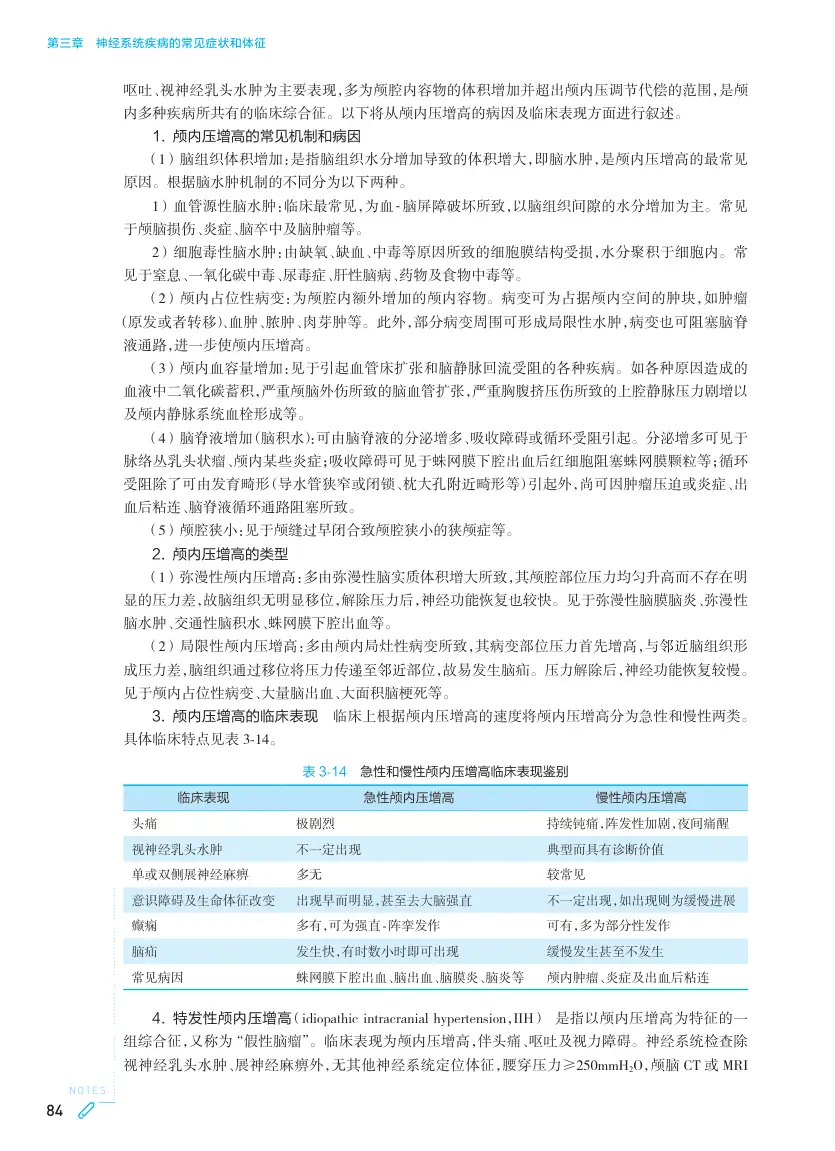 第三章 神经系统疾病的常见症状和体征
呕吐、视神经乳头水肿为主要表现,多为颅腔内容物的体积增加并超出颅内压调节代偿的范围,是颅
内多种疾病所共有的临床综合征。以下将从颅内压增高的病因及临床表现方面进行叙述。
1. 颅内压增高的常见机制和病因
（1）脑组织体积增加:是指脑组织水分增加导致的体积增大,即脑水肿,是颅内压增高的最常见
原因。根据脑水肿机制的不同分为以下两种。
1）血管源性脑水肿:临床最常见,为血-脑屏障破坏所致,以脑组织间隙的水分增加为主。常见
于颅脑损伤、炎症、脑卒中及脑肿瘤等。
2）细胞毒性脑水肿:由缺氧、缺血、中毒等原因所致的细胞膜结构受损,水分聚积于细胞内。常
见于窒息、一氧化碳中毒、尿毒症、肝性脑病、药物及食物中毒等。
（2）颅内占位性病变:为颅腔内额外增加的颅内容物。病变可为占据颅内空间的肿块,如肿瘤
（原发或者转移）、血肿、脓肿、肉芽肿等。此外,部分病变周围可形成局限性水肿,病变也可阻塞脑脊
液通路,进一步使颅内压增高。
（3）颅内血容量增加:见于引起血管床扩张和脑静脉回流受阻的各种疾病。如各种原因造成的
血液中二氧化碳蓄积,严重颅脑外伤所致的脑血管扩张,严重胸腹挤压伤所致的上腔静脉压力剧增以
及颅内静脉系统血栓形成等。
（4）脑脊液增加（脑积水）:可由脑脊液的分泌增多、吸收障碍或循环受阻引起。分泌增多可见于
脉络丛乳头状瘤、颅内某些炎症;吸收障碍可见于蛛网膜下腔出血后红细胞阻塞蛛网膜颗粒等;循环
受阻除了可由发育畸形（导水管狭窄或闭锁、枕大孔附近畸形等）引起外,尚可因肿瘤压迫或炎症、出
血后粘连、脑脊液循环通路阻塞所致。
（5）颅腔狭小:见于颅缝过早闭合致颅腔狭小的狭颅症等。
2. 颅内压增高的类型
（1）弥漫性颅内压增高:多由弥漫性脑实质体积增大所致,其颅腔部位压力均匀升高而不存在明
显的压力差,故脑组织无明显移位,解除压力后,神经功能恢复也较快。见于弥漫性脑膜脑炎、弥漫性
脑水肿、交通性脑积水、蛛网膜下腔出血等。
（2）局限性颅内压增高:多由颅内局灶性病变所致,其病变部位压力首先增高,与邻近脑组织形
成压力差,脑组织通过移位将压力传递至邻近部位,故易发生脑疝。压力解除后,神经功能恢复较慢。
见于颅内占位性病变、大量脑出血、大面积脑梗死等。
3. 颅内压增高的临床表现 临床上根据颅内压增高的速度将颅内压增高分为急性和慢性两类。
具体临床特点见表 3-14。
表 3-14 急性和慢性颅内压增高临床表现鉴别
临床表现 急性颅内压增高 慢性颅内压增高
头痛 极剧烈 持续钝痛,阵发性加剧,夜间痛醒
视神经乳头水肿 不一定出现 典型而具有诊断价值
单或双侧展神经麻痹 多无 较常见
意识障碍及生命体征改变 出现早而明显,甚至去大脑强直 不一定出现,如出现则为缓慢进展
癫痫 多有,可为强直-阵挛发作 可有,多为部分性发作
脑疝 发生快,有时数小时即可出现 缓慢发生甚至不发生
常见病因 蛛网膜下腔出血、脑出血、脑膜炎、脑炎等 颅内肿瘤、炎症及出血后粘连
4. 特发性颅内压增高（idiopathic intracranial hypertension,IIH） 是指以颅内压增高为特征的一
组综合征,又称为“假性脑瘤”。临床表现为颅内压增高,伴头痛、呕吐及视力障碍。神经系统检查除
视神经乳头水肿、展神经麻痹外,无其他神经系统定位体征,腰穿压力≥250mmH₂O,颅脑 CT 或 MRI
NOTES
84